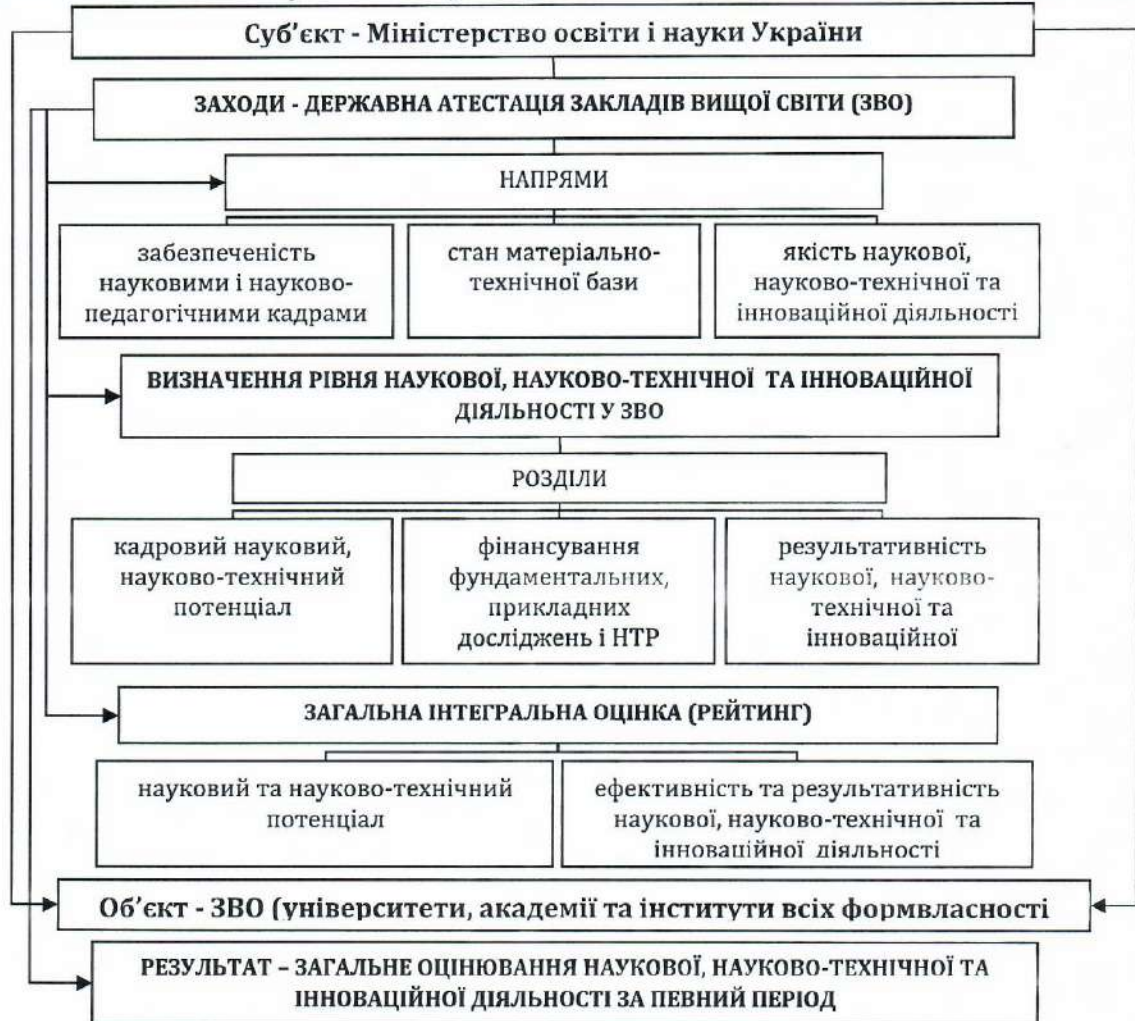 Суб’єкт - Міністерство освіти і науки України
ЗАХОДИ - ДЕРЖАВНА АТЕСТАЦІЯ ЗАКЛАДІВ ВИЩОЇ СВІТИ (ЗВО)
НАПРЯМИ
забезпеченість
науковими і науково-
педагогічними кадрами
стан матеріально-
технічної бази
якість наукової,
науково-технічної та
інноваційної діяльності
ВИЗНАЧЕННЯ РІВНЯ НАУКОВОЇ, НАУКОВО-ТЕХНІЧНОЇ ТА ІННОВАЦІЙНОЇ
ДІЯЛЬНОСТІ У ЗВО
РОЗДІЛИ
кадровий науковий,
науково-технічний
потенціал
фінансування
фундаментальних,
прикладних
досліджень і НТР
результативність
наукової, науково-
технічної та
інноваційної
ЗАГАЛЬНА ІНТЕГРАЛЬНА ОЦІНКА (РЕЙТИНГ)
науковий та науково-технічний
потенціал
ефективність та результативність
наукової, науково-технічної та
інноваційної діяльності
Об’єкт - ЗВО (університети, академії та інститути всіх формвласності
РЕЗУЛЬТАТ – ЗАГАЛЬНЕ ОЦІНЮВАННЯ НАУКОВОЇ, НАУКОВО-ТЕХНІЧНОЇ ТА
ІННОВАЦІЙНОЇ ДІЯЛЬНОСТІ ЗА ПЕВНИЙ ПЕРІОД